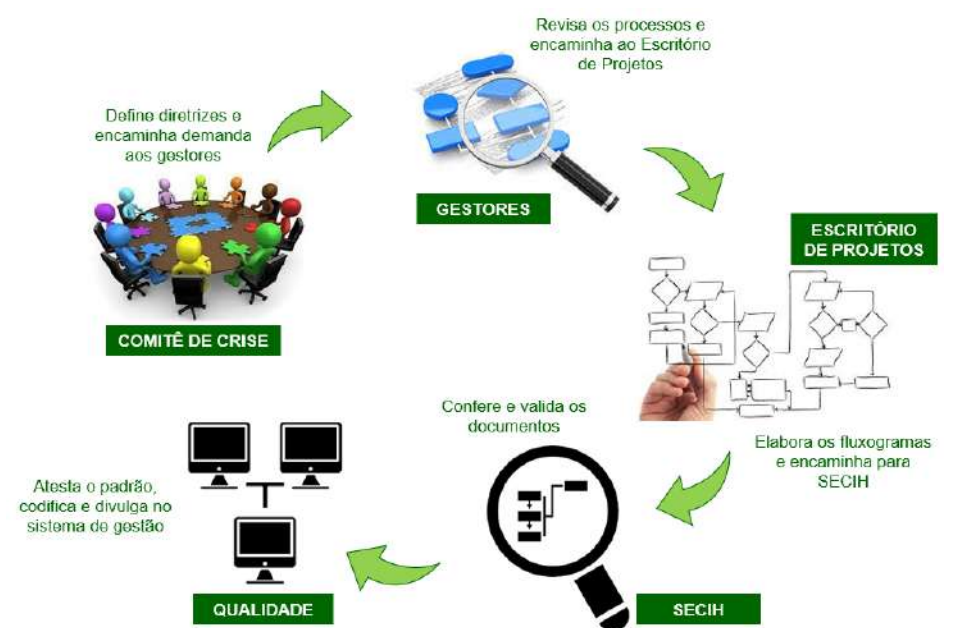 Define diretrizes e
encaminha demanda
aos gestores
COMITÊ DE CRISE
Revisa os processos e
encaminha ao Escritório
de Projetos
GESTORES
ESCRITÓRIO
DE PROJETOS
Elabora os fluxogramas
e encaminha para
SECIH
Confere e valida os
documentos
SECIH
Atesta o padrão,
codifica e divulga no
sistema de gestão
QUALIDADE